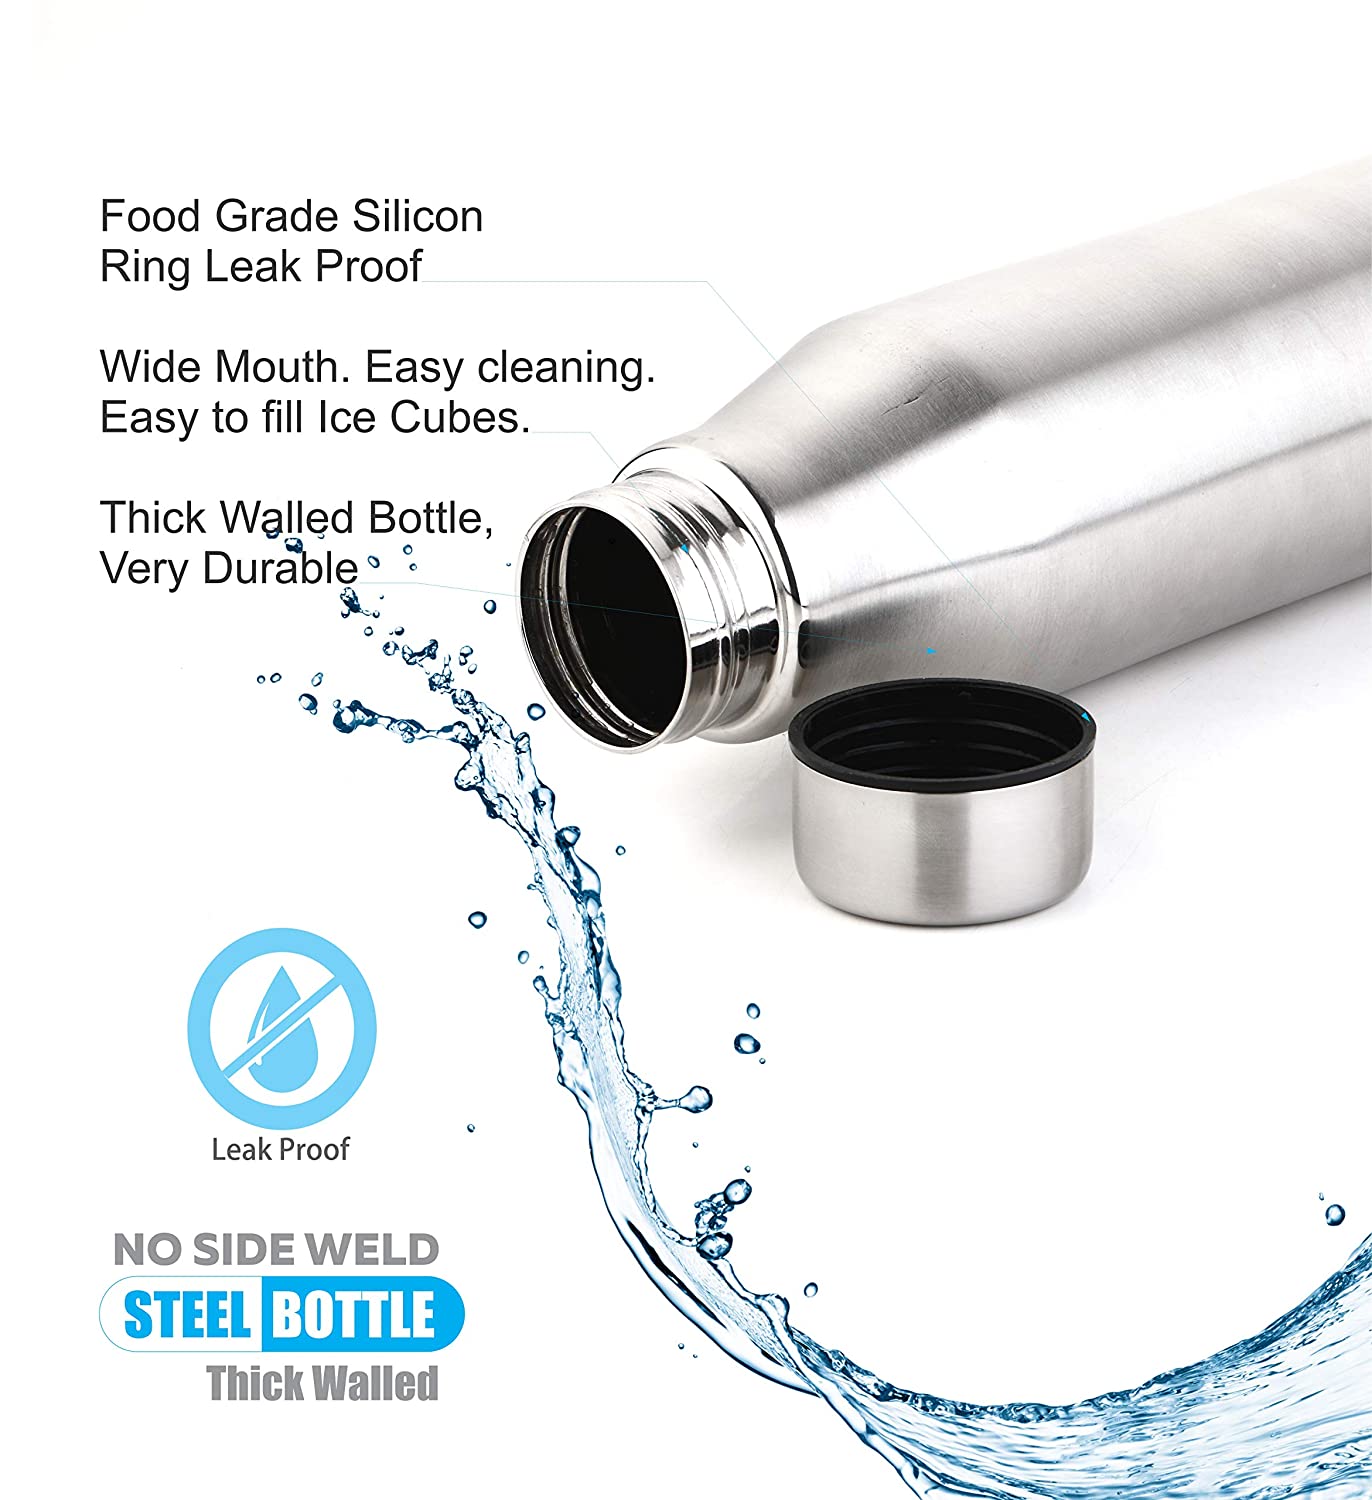 Food Grade Silicon
Ring Leak Proof
Wide Mouth. Easy cleaning.
Easy to fill Ice Cubes.
Thick Walled Bottle,
Very Durable
Leak Proof
NO SIDE WELD
STEEL BOTTLE
Thick Walled